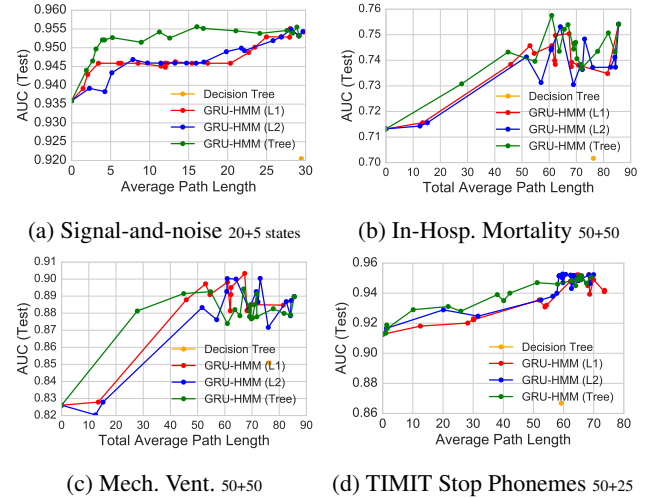 0.960
0.955
0.950
0.945
0.940
0.935
0.930
0.925
0.920
AUC (Test)
Decision Tree
GRU-HMM (L1)
GRU-HMM (L2)
GRU-HMM (Tree)
0 5 10 15 20 25 30
Average Path Length
(a) Signal-and-noise 20+5 states
0.76
0.75
0.74
0.73
0.72
0.71
0.70
AUC (Test)
Decision Tree
GRU-HMM (L1)
GRU-HMM (L2)
GRU-HMM (Tree)
0 10 20 30 40 50 60 70 80 90
Total Average Path Length
(b) In-Hosp. Mortality 50+50
0.91
0.90
0.89
0.88
0.87
0.86
0.85
0.84
0.83
0.82
AUC (Test)
Decision Tree
GRU-HMM (L1)
GRU-HMM (L2)
GRU-HMM (Tree)
0 10 20 30 40 50 60 70 80 90
Total Average Path Length
(c) Mech. Vent. 50+50
0.96
0.94
0.92
0.90
0.88
0.86
AUC (Test)
Decision Tree
GRU-HMM (L1)
GRU-HMM (L2)
GRU-HMM (Tree)
0 10 20 30 40 50 60 70 80
Average Path Length
(d) TIMIT Stop Phonemes 50+25